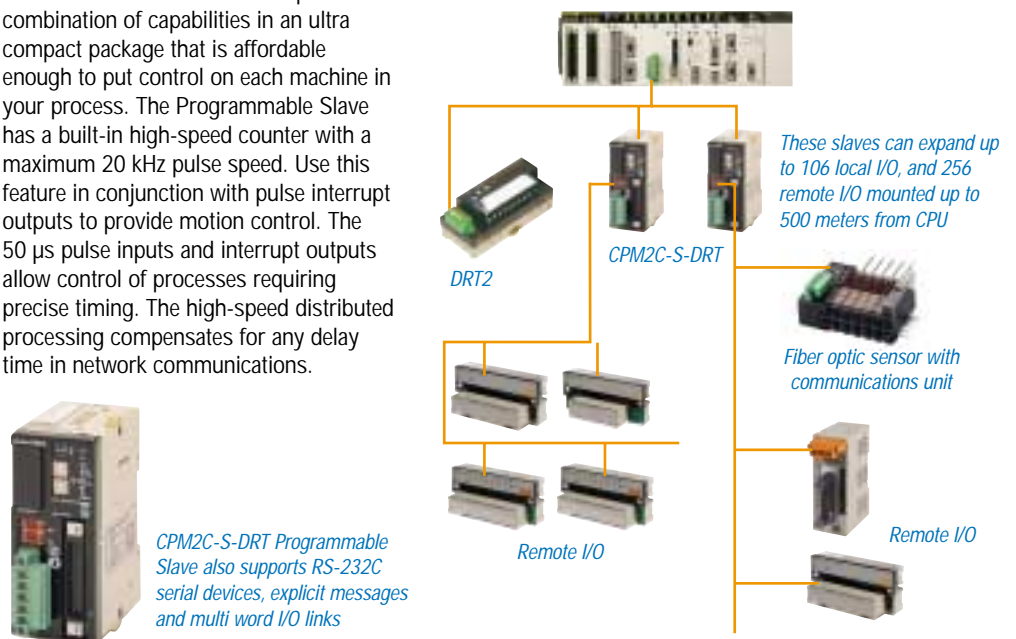 combination of capabilities in an ultra
compact package that is affordable
enough to put control on each machine in
your process. The Programmable Slave
has a built-in high-speed counter with a
maximum 20 kHz pulse speed. Use this
feature in conjunction with pulse interrupt
outputs to provide motion control. The
50 µs pulse inputs and interrupt outputs
allow control of processes requiring
precise timing. The high-speed distributed
processing compensates for any delay
time in network communications.
CPM2C-S-DRT Programmable
Slave also supports RS-232C
serial devices, explicit messages
and multi word I/O links
These slaves can expand up
to 106 local I/O, and 256
remote I/O mounted up to
500 meters from CPU
DRT2
CPM2C-S-DRT
Fiber optic sensor with
communications unit
Remote I/O
Remote I/O